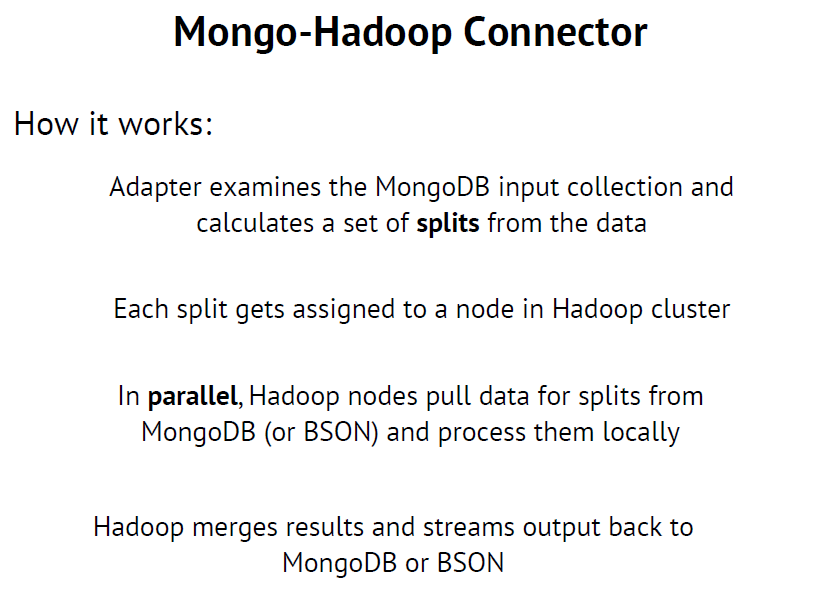 Mongo-Hadoop Connector
How it works:
Adapter examines the MongoDB input collection and
calculates a set of splits from the data
Each split gets assigned to a node in Hadoop cluster
In parallel, Hadoop nodes pull data for splits from
MongoDB (or BSON) and process them locally
Hadoop merges results and streams output back to
MongoDB or BSON